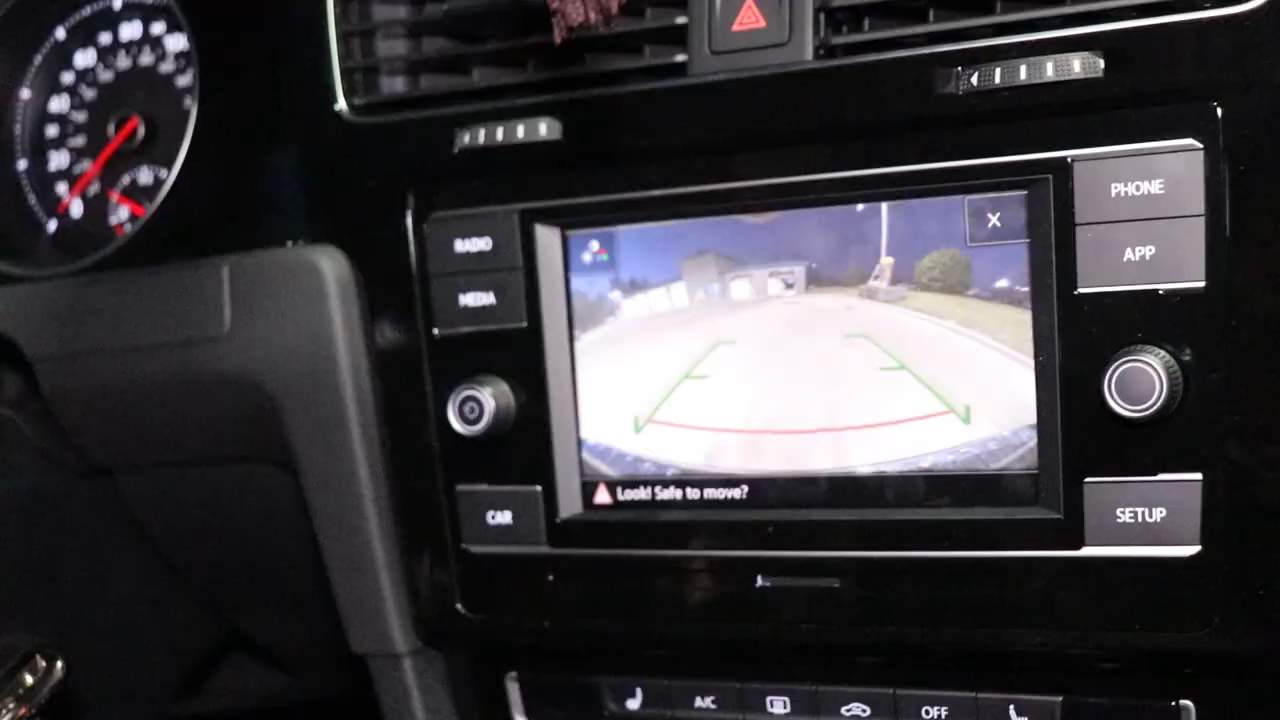 RADIO
MEDIA
CAR
PHONE
APP
SETUP
Look! Safe to move?
A/C
OFF